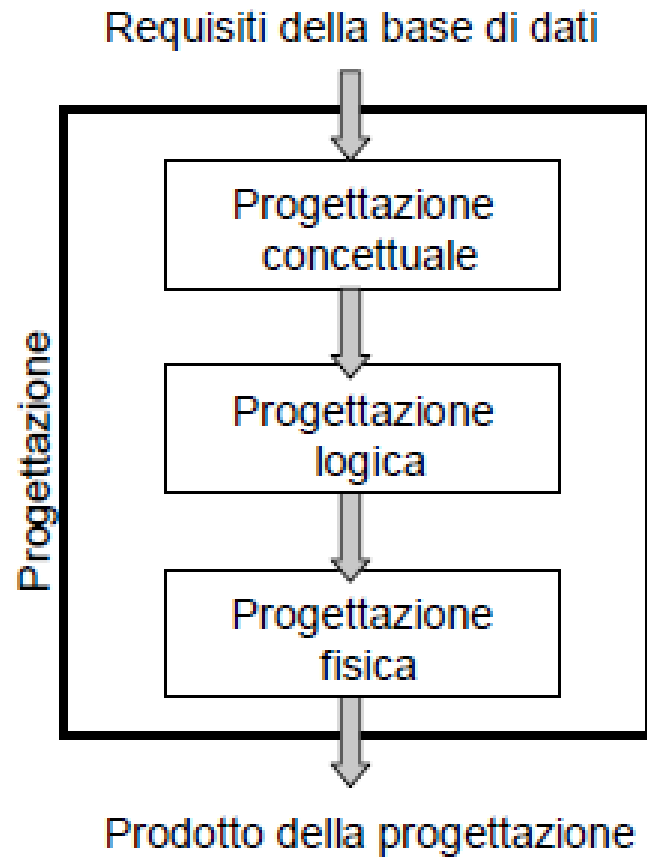 Requisiti della base di dati
Progettazione
concettuale
Progettazione
logica
Progettazione
Progettazione
fisica
Prodotto della progettazione